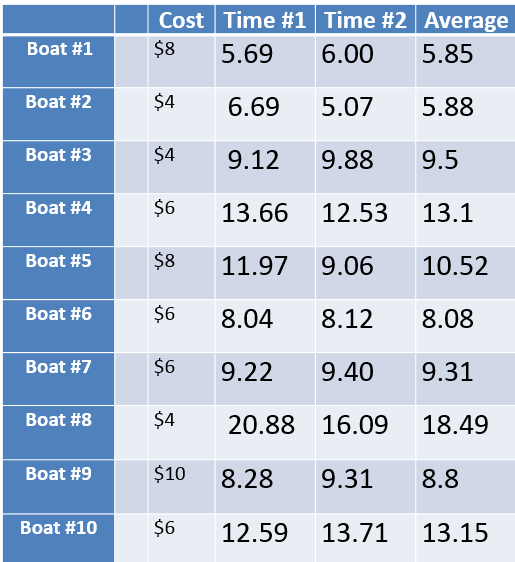 Cost Time #1 Time #2 Average
Boat #1 $8 5.69 6.00 5.85
Boat #2 $4 6.69 5.07 5.88
Boat #3 $4 9.12 9.88 9.5
Boat #4 $6 13.66 12.53 13.1
Boat #5 $8 11.97 9.06 10.52
Boat #6 $6 8.04 8.12 8.08
Boat #7 $6 9.22 9.40 9.31
Boat #8 $4 20.88 16.09 18.49
Boat #9 $10 8.28 9.31 8.8
Boat #10 $6 12.59 13.71 13.15